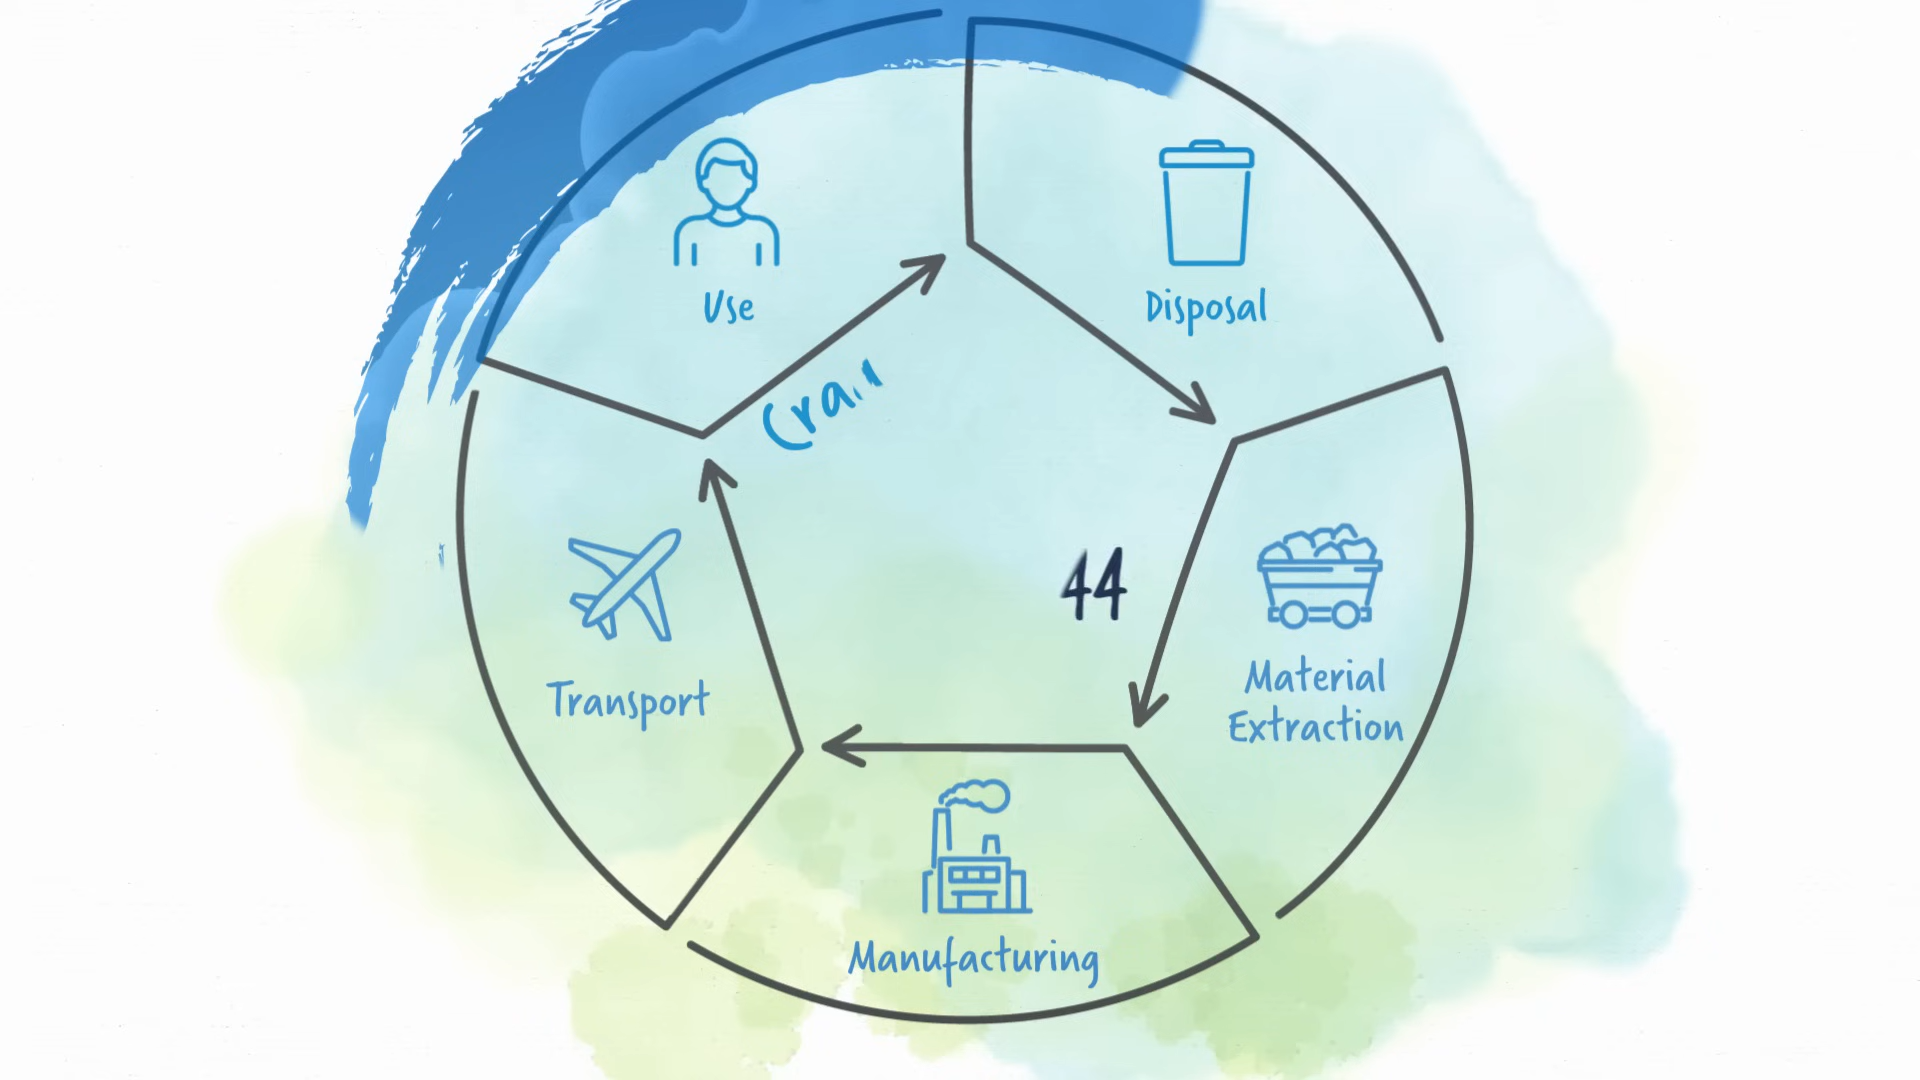 Use
Disposal
44
Transport
Material
Extraction
Manufacturing